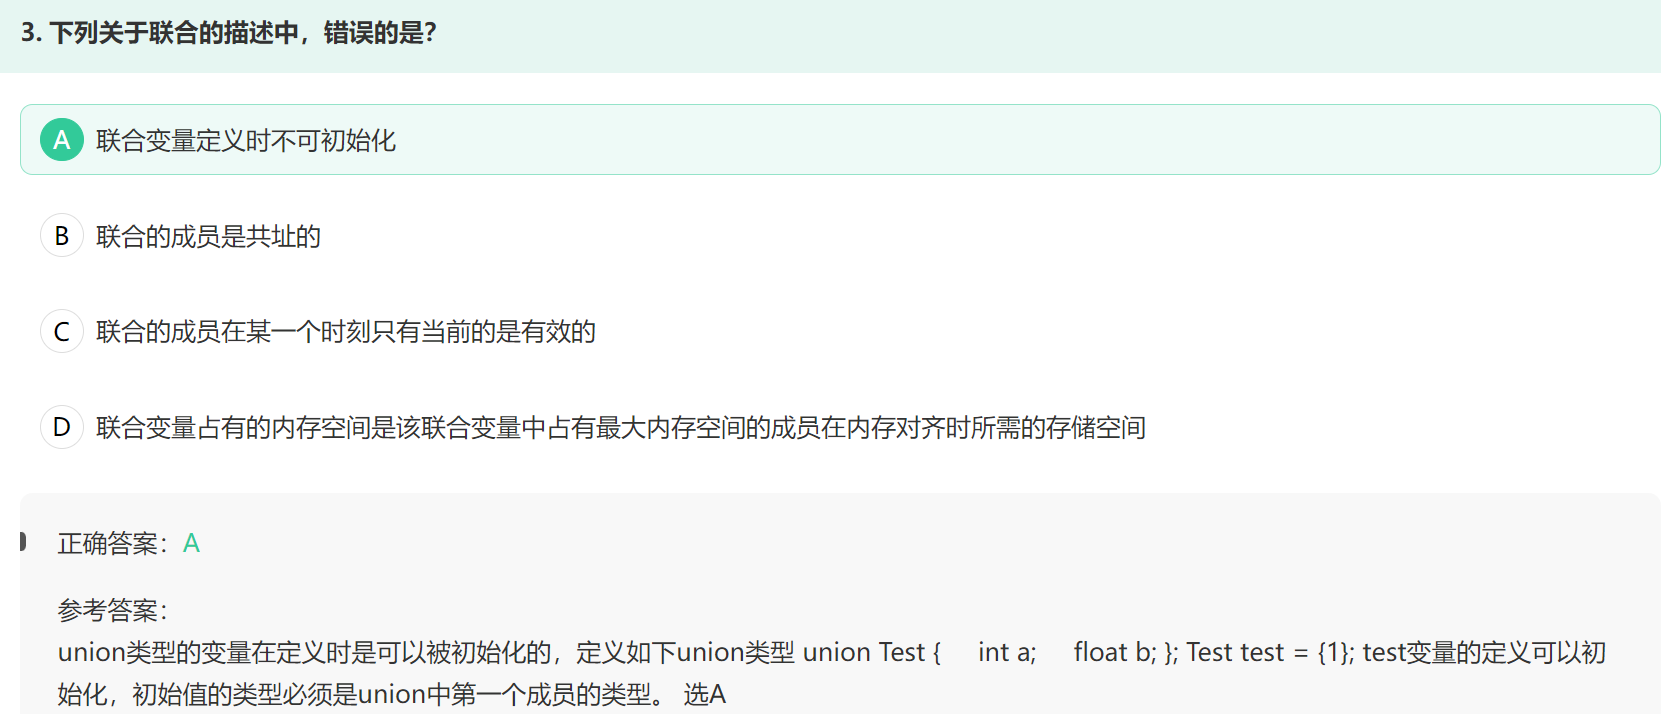 3. 下列关于联合的描述中，错误的是？
A 联合变量定义时不可初始化
B 联合的成员是共址的
C 联合的成员在某一个时刻只有当前的是有效的
D 联合变量占有的内存空间是该联合变量中占有最大内存空间的成员在内存对齐时所需的存储空间
正确答案：A
参考答案：
union类型的变量在定义时是可以被初始化的，定义如下union类型 union Test { int a; float b; }; Test test = {1}; test变量的定义可以初
始化，初始值的类型必须是union中第一个成员的类型。 选A